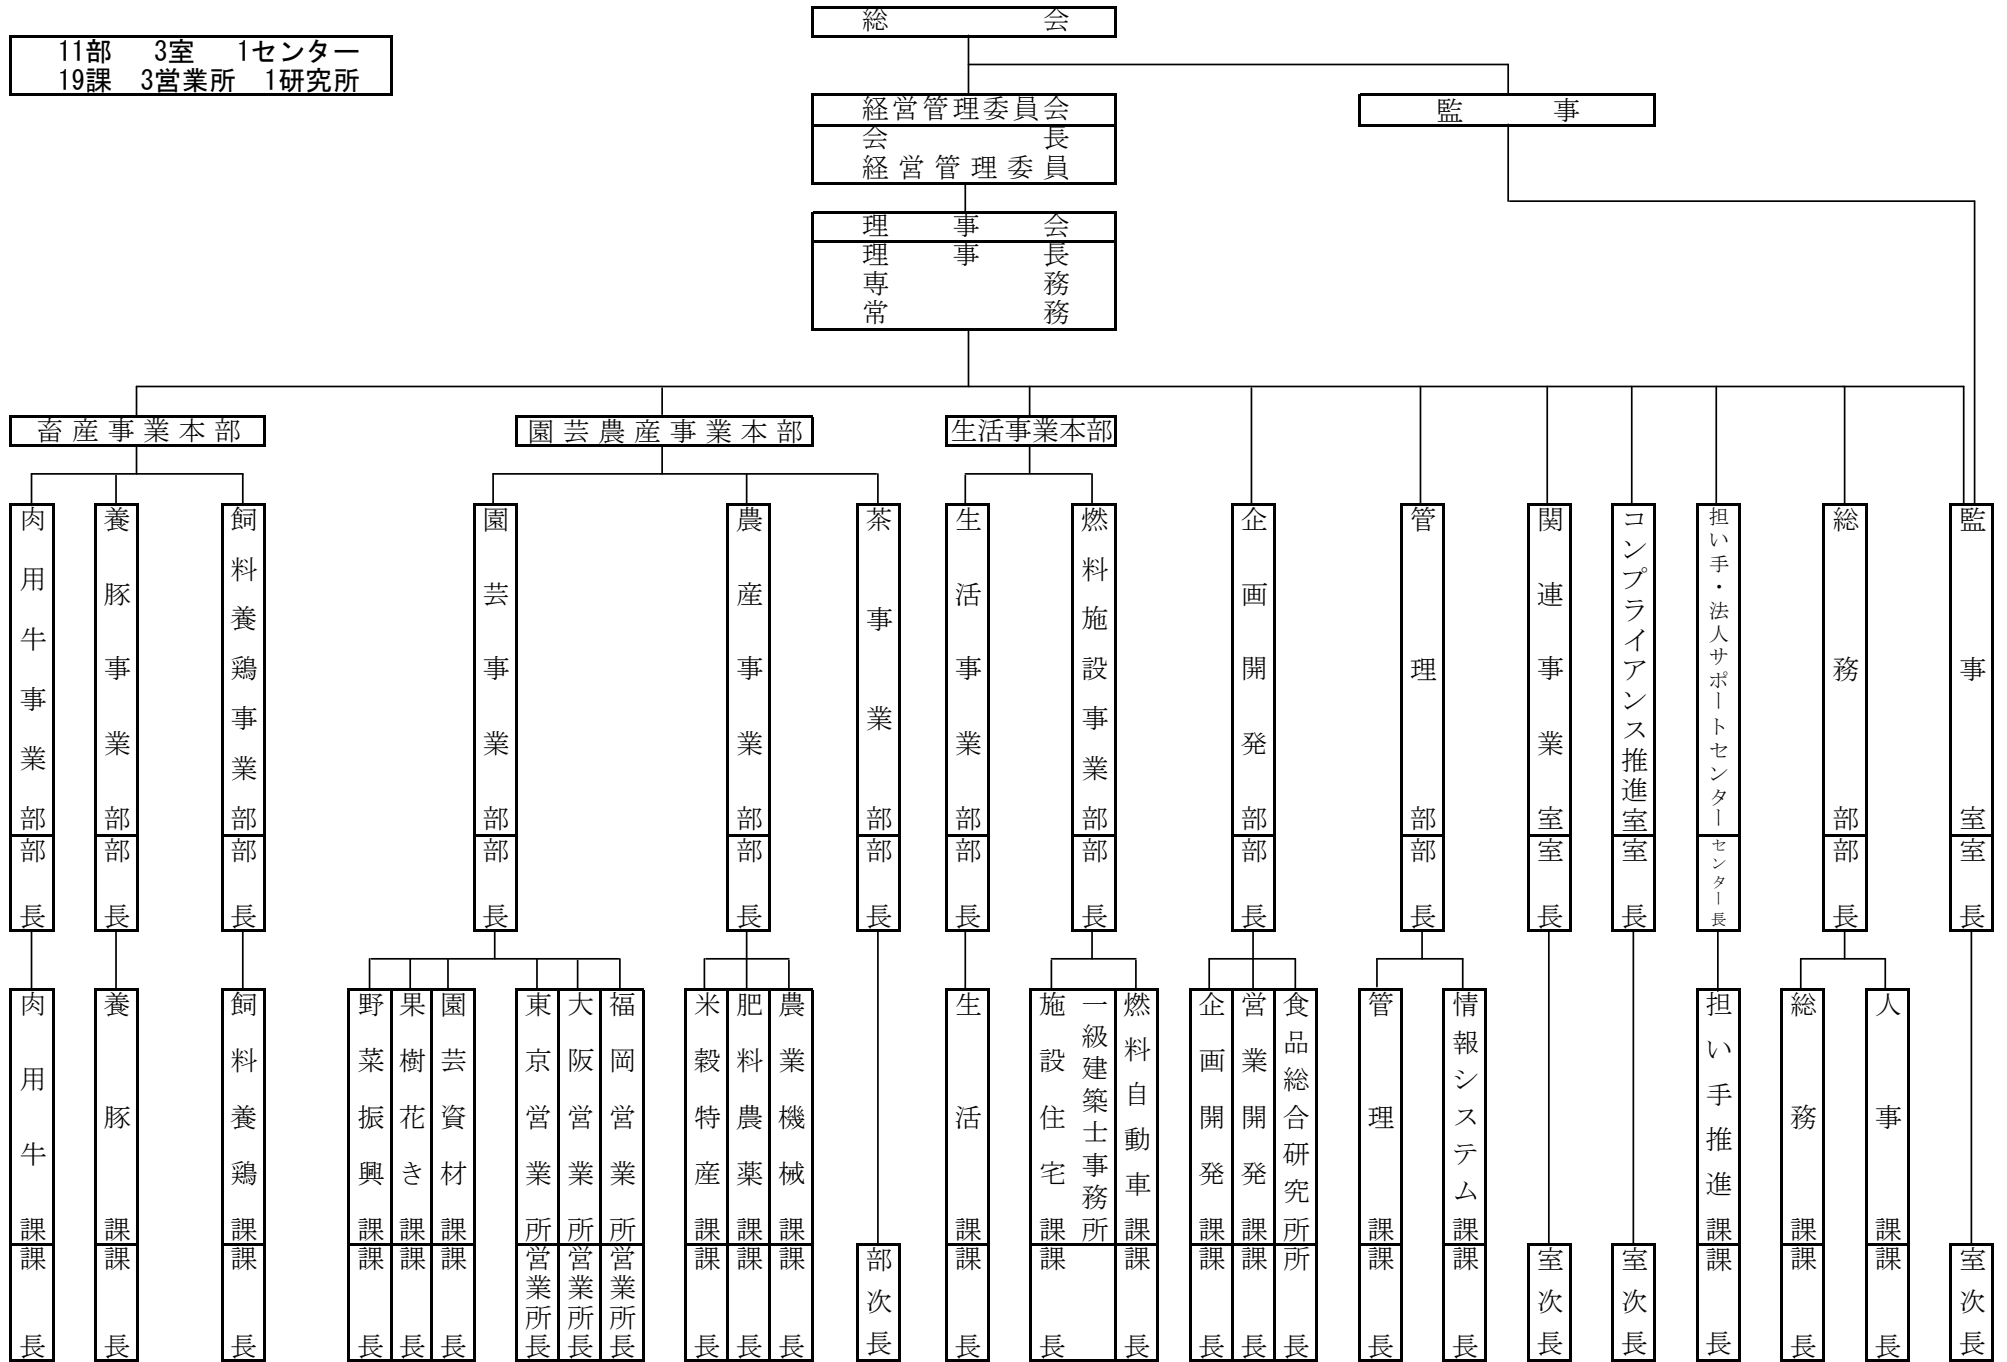 総会
11部 3室 1センター
19課 3営業所 1研究所
経営管理委員会
会長
経営管理委員
監事
理事会
理事長
専務
常務
畜産事業本部
園芸農産事業本部
生活事業本部
肉用牛事業部
部長
養豚事業部
部長
飼料養鶏事業部
部長
園芸事業部
部長
農産事業部
部長
茶事業部
部長
生活事業部
部長
燃料施設事業部
部長
企画開発部
部長
管理部
部長
関連事業室
室長
コンプライアンス推進室
室長
担い手・法人サポートセンター
センター長
総務部
部長
監事室
室長
肉用牛課
課長
養豚課
課長
飼料養鶏課
課長
野菜振興課
課長
果樹花き課
課長
園芸資材課
課長
東京営業所
営業所長
大阪営業所
営業所長
福岡営業所
営業所長
米穀特産課
課長
肥料農薬課
課長
農業機械課
課長
部次長
生活課
課長
施設住宅課
一級建築士事務所
課長
燃料自動車課
課長
企画開発課
課長
営業開発課
課長
食品総合研究所
所長
管理課
課長
情報システム課
課長
室次長
室次長
担い手推進課
課長
総務課
課長
人事課
課長
室次長